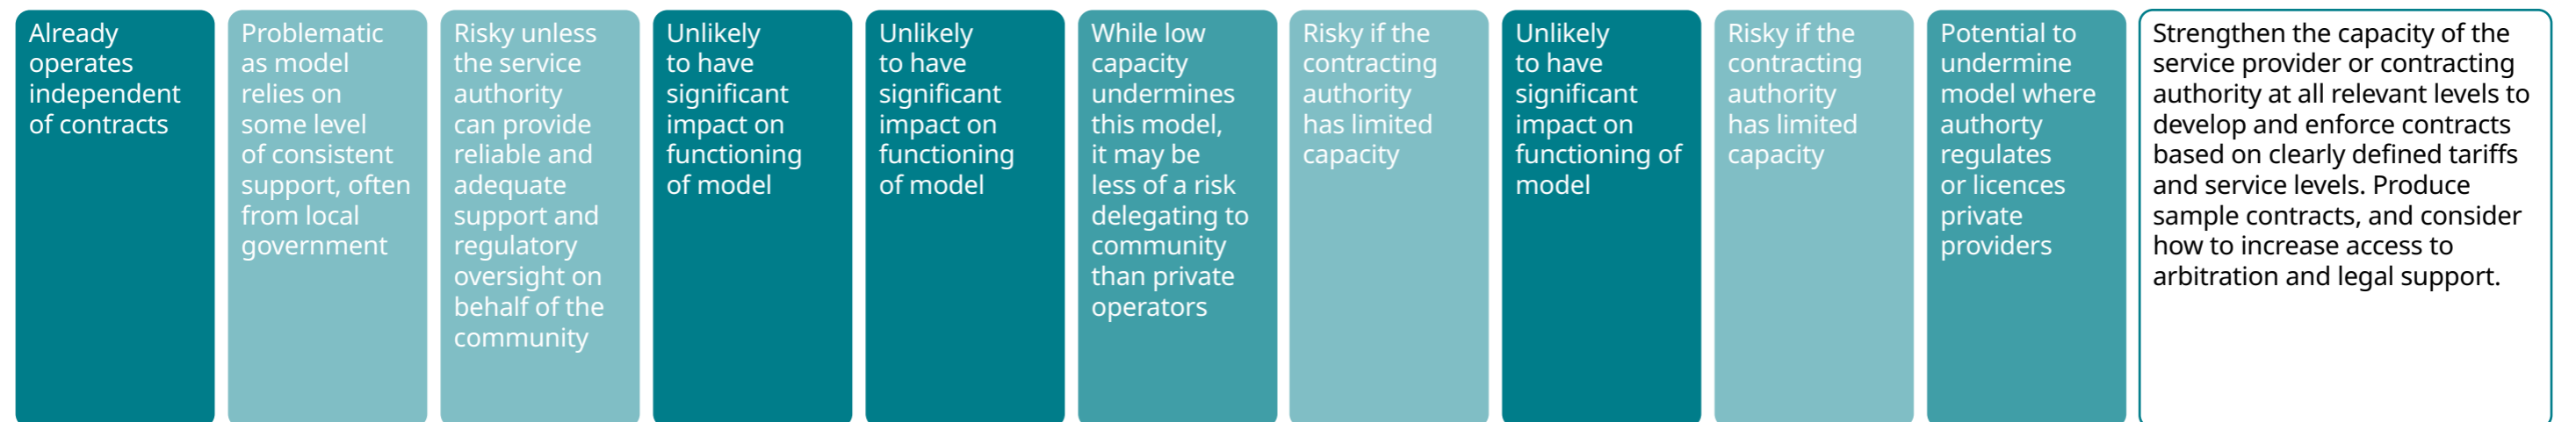 Already
operates
independent
of contracts
Problematic
as model
relies on
some level
of consistent
support, often
from local
government
Risky unless
the service
authority
can provide
reliable and
adequate
support and
regulatory
oversight on
behalf of the
community
Unlikely
to have
significant
impact on
functioning
of model
Unlikely
to have
significant
impact on
functioning
of model
While low
capacity
undermines
this model,
it may be
less of a risk
delegating to
community
than private
operators
Risky if the
contracting
authority
has limited
capacity
Unlikely
to have
significant
impact on
functioning of
model
Risky if the
contracting
authority
has limited
capacity
Potential to
undermine
model where
authorty
regulates
or licences
private
providers
Strengthen the capacity of the
service provider or contracting
authority at all relevant levels to
develop and enforce contracts
based on clearly defined tariffs
and service levels. Produce
sample contracts, and consider
how to increase access to
arbitration and legal support.